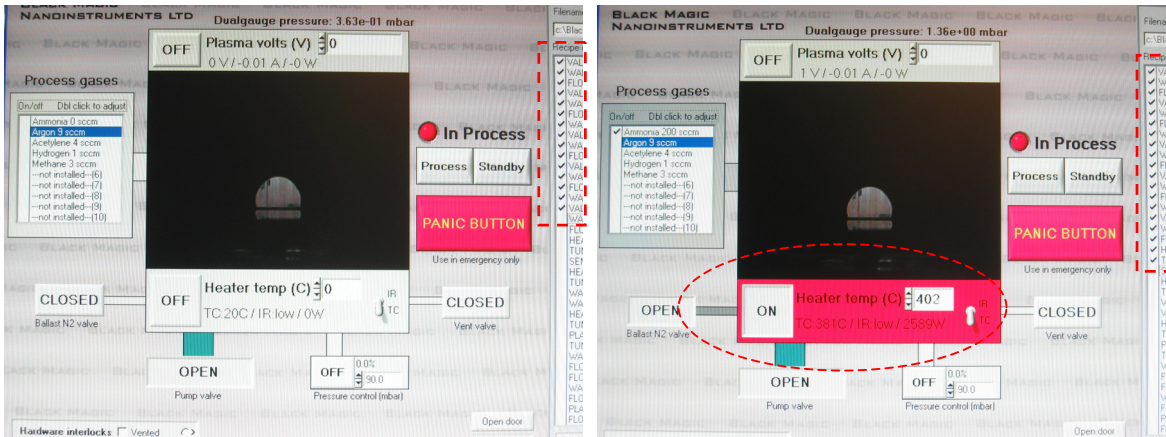 BLACK MAGIC
NANOINSTRUMENTS LTD
Dualgauge pressure: 3.63e-01 mbar
OFF
Plasma volts (V)
0
0 V/-0.01 A/-0 W
Process gases
On/off Dbl click to adjust
Ammonia 0 sccm
Argon 9 sccm
Acetylene 4 sccm
Hydrogen 1 sccm
Methane 3 sccm
---not installed---(6)
---not installed---(7)
---not installed---(8)
---not installed---(9)
---not installed---(10)
In Process
Process
Standby
PANIC BUTTON
Use in emergency only
CLOSED
Ballast N2 valve
OFF
Heater temp (C)
0
TC:20C / IR:low / 0W
IR
TC
CLOSED
Vent valve
OPEN
Pump valve
OFF
0.0%
90.0
Pressure control (mbar)
Open door
Hardware interlocks
Vented
Filename
c:\Blac
Recipe
VAL
WA
FLO
WA
VAL
BLACK MAGIC
NANOINSTRUMENTS LTD
Dualgauge pressure: 1.36e+00 mbar
OFF
Plasma volts (V)
0
1 V/-0.01 A/-0 W
Process gases
On/off Dbl click to adjust
Ammonia 200 sccm
Argon 9 sccm
Acetylene 4 sccm
Hydrogen 1 sccm
Methane 3 sccm
---not installed---(6)
---not installed---(7)
---not installed---(8)
---not installed---(9)
---not installed---(10)
In Process
Process
Standby
PANIC BUTTON
Use in emergency only
OPEN
Ballast N2 valve
ON
Heater temp (C)
402
TC:381C / IR:low / 2589W
IR
TC
CLOSED
Vent valve
OPEN
Pump valve
OFF
0.0%
90.0
Pressure control (mbar)
Open door